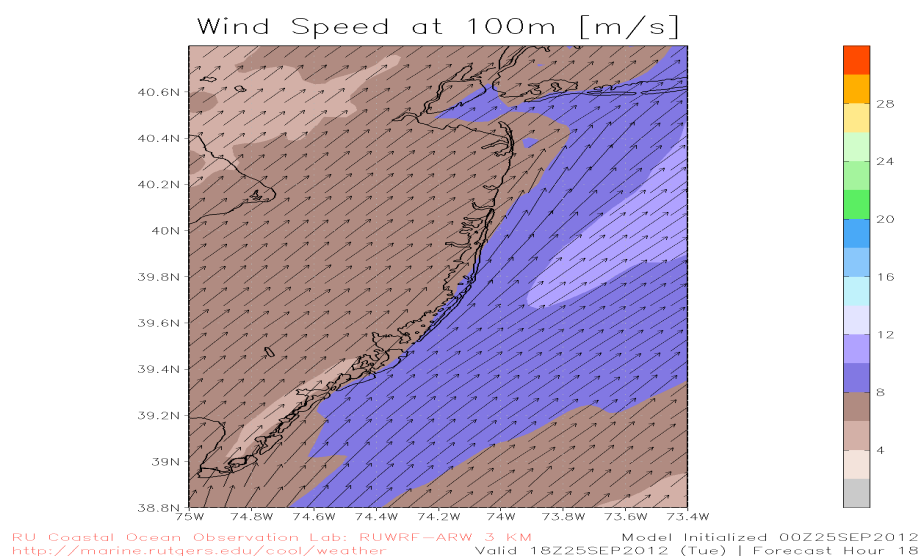 Wind Speed at 100m [m/s]
40.6N
40.4N
40.2N
40N
39.8N
39.6N
39.4N
39.2N
39N
38.8N
75W 74.8W 74.6W 74.4W 74.2W 74W 73.8W 73.6W 73.4W
28
24
20
16
12
8
4
RU Coastal Ocean Observation Lab: RUWRF-ARW 3 KM
Model Initialized 00Z25SEP2012
http://marine.rutgers.edu/cool/weather
Valid 18Z25SEP2012 (Tue) | Forecast Hour